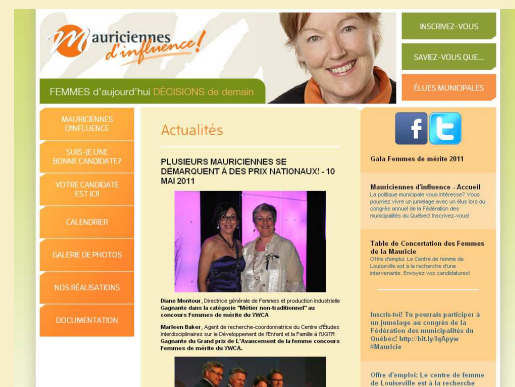 Mauriciennes
d'influence!
FEMMES d'aujourd'hui DÉCISIONS de demain
INSCRIVEZ-VOUS
SAVIEZ-VOUS QUE...
ÉLUES MUNICIPALES
MAURICIENNES
D'INFLUENCE
SUIS-JE UNE
BONNE CANDIDATE?
VOTRE CANDIDATE
EST ICI!
CALENDRIER
GALERIE DE PHOTOS
NOS RÉALISATIONS
DOCUMENTATION
Actualités
PLUSIEURS MAURICIENNES SE
DÉMARQUENT À DES PRIX NATIONAUX! - 10
MAI 2011
Diane Montour, Directrice générale de Femmes et production industrielle
Gagnante dans la catégorie "Métier non-traditionnel" au
concours Femmes de mérite du YWCA
Marleen Baker, Agent de recherche-coordonnatrice du Centre d'Études
Interdisciplinaires sur le Développement de l'Enfant et la Famille à l'UQTR
Gagnante du Grand prix de L'Avancement de la femme concours
Femmes de mérite du YWCA.
f t
Gala Femmes de mérite 2011
Mauriciennes d'influence - Accueil
La politique municipale vous intéresse? Vous
pourriez vivre un jumelage avec un élus lors du
congrès annuel de la Fédération des
municipalités du Québec! Inscrivez-vous!
Table de Concertation des Femmes
de la Mauricie
Offre d'emploi: Le Centre de femme de
Louiseville est à la recherche d'une
intervenante. Envoyez vos candidatures!
Inscris-toi! Tu pourrais participer à
un jumelage au congrès de la
Fédération des municipalités du
Québec! http://bit.ly/lqApyw
#Mauricie
Offre d'emploi: Le centre de femme
de Louiseville est à la recherche